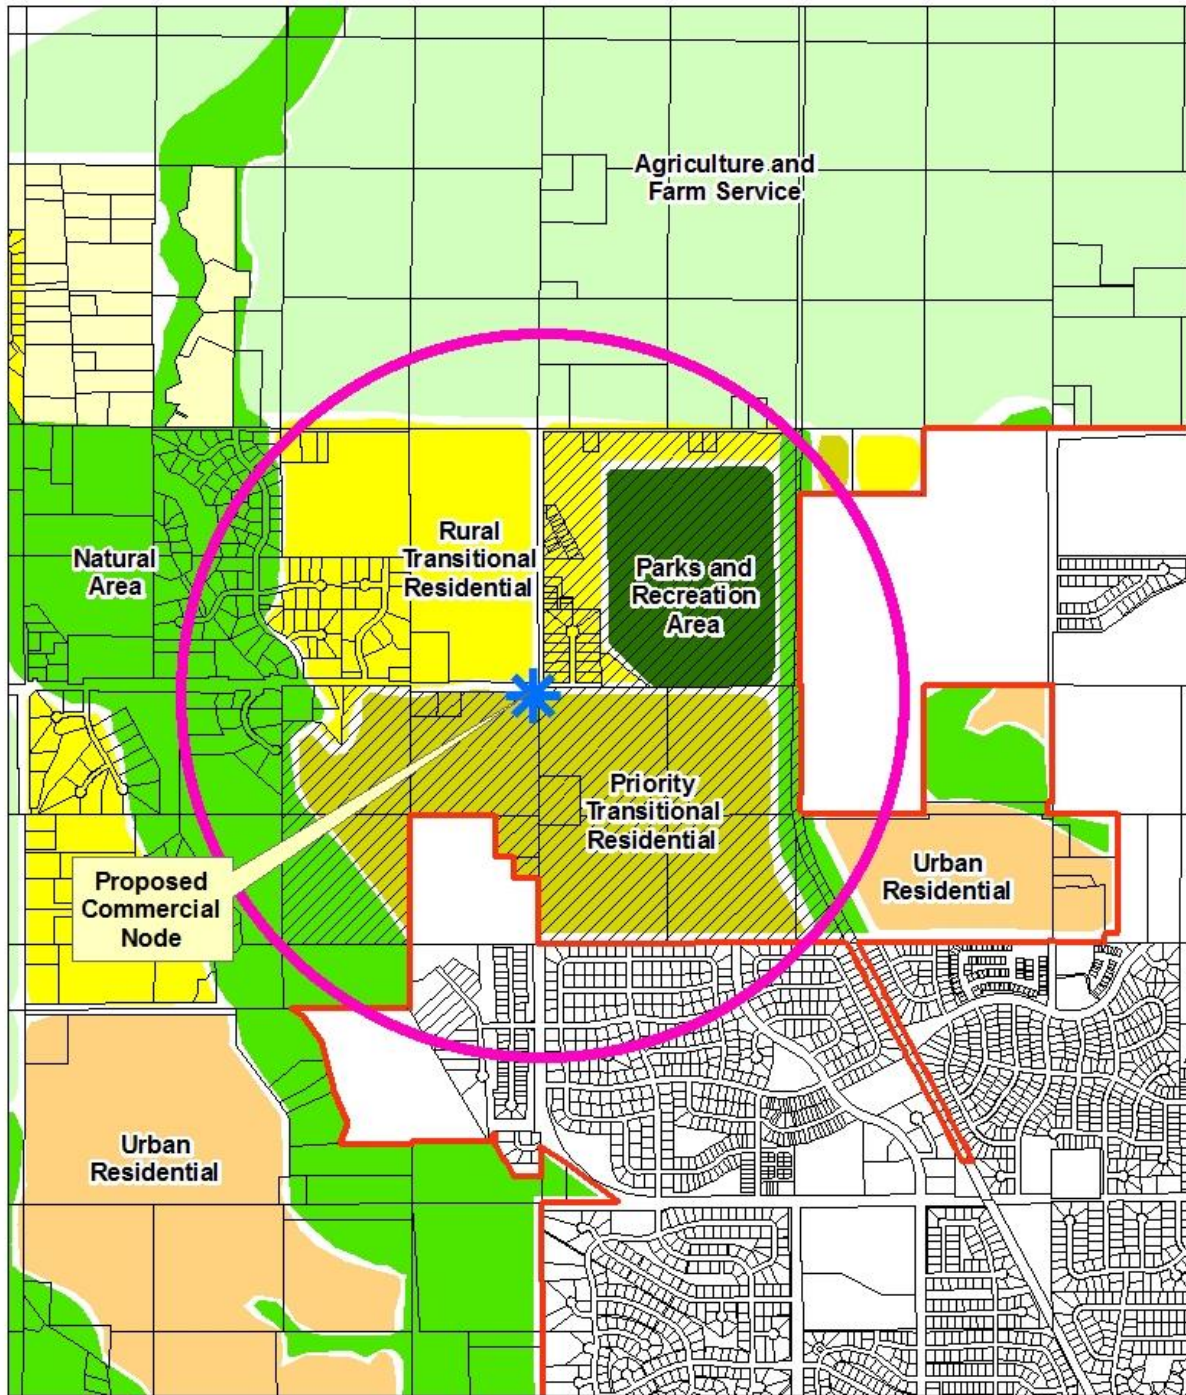 Agriculture and
Farm Service
Rural
Transitional
Residential
Natural
Area
Parks and
Recreation
Area
Priority
Transitional
Residential
Urban
Residential
Proposed
Commercial
Node
Urban
Residential